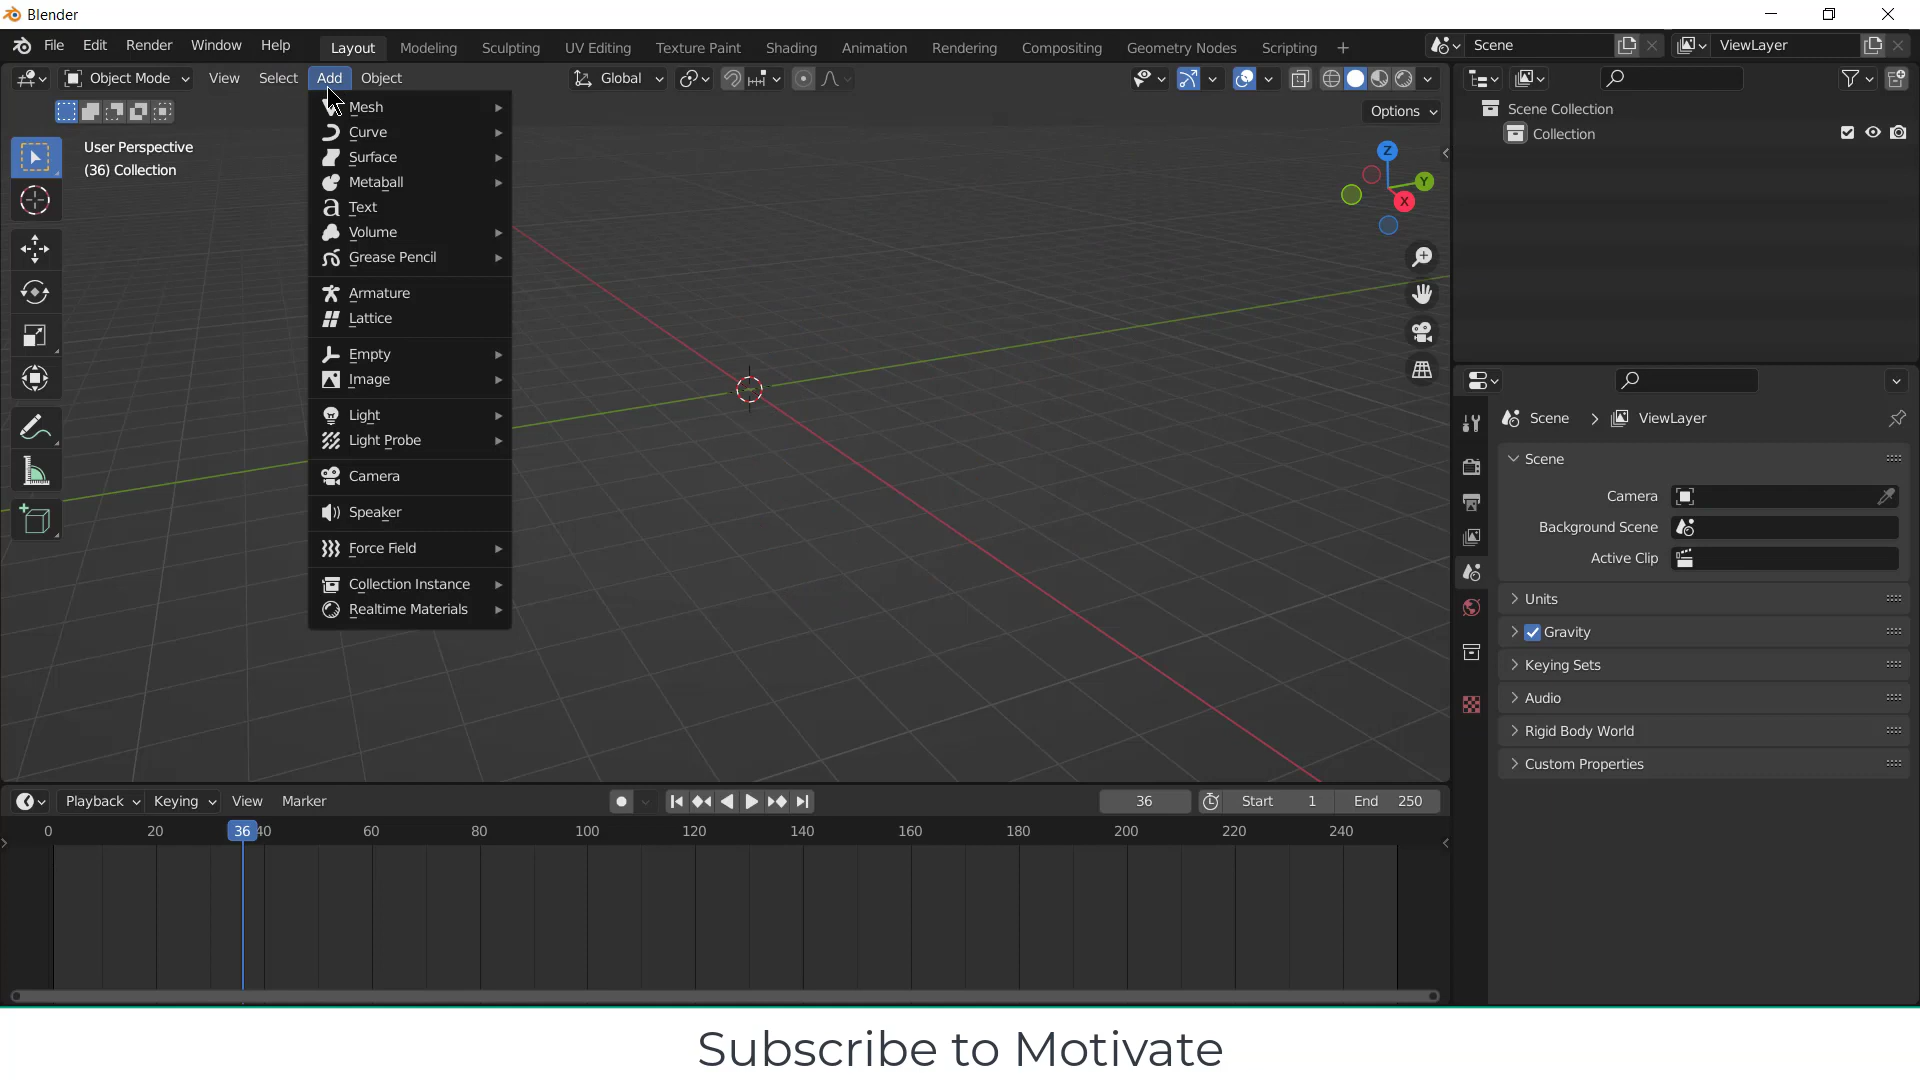 Blender
File Edit Render Window Help Layout Modeling Sculpting UV Editing Texture Paint Shading Animation Rendering Compositing Geometry Nodes Scripting + Scene ViewLayer
Object Mode View Select Add Object Global
Options
User Perspective
(36) Collection
Mesh
Curve
Surface
Metaball
Text
Volume
Grease Pencil
Armature
Lattice
Empty
Image
Light
Light Probe
Camera
Speaker
Force Field
Collection Instance
Realtime Materials
Z
Y
X
Scene Collection
Collection
Scene > ViewLayer
Scene
Camera
Background Scene
Active Clip
Units
Gravity
Keying Sets
Audio
Rigid Body World
Custom Properties
Playback Keying View Marker 36 Start 1 End 250
0 20 36 40 60 80 100 120 140 160 180 200 220 240
Subscribe to Motivate